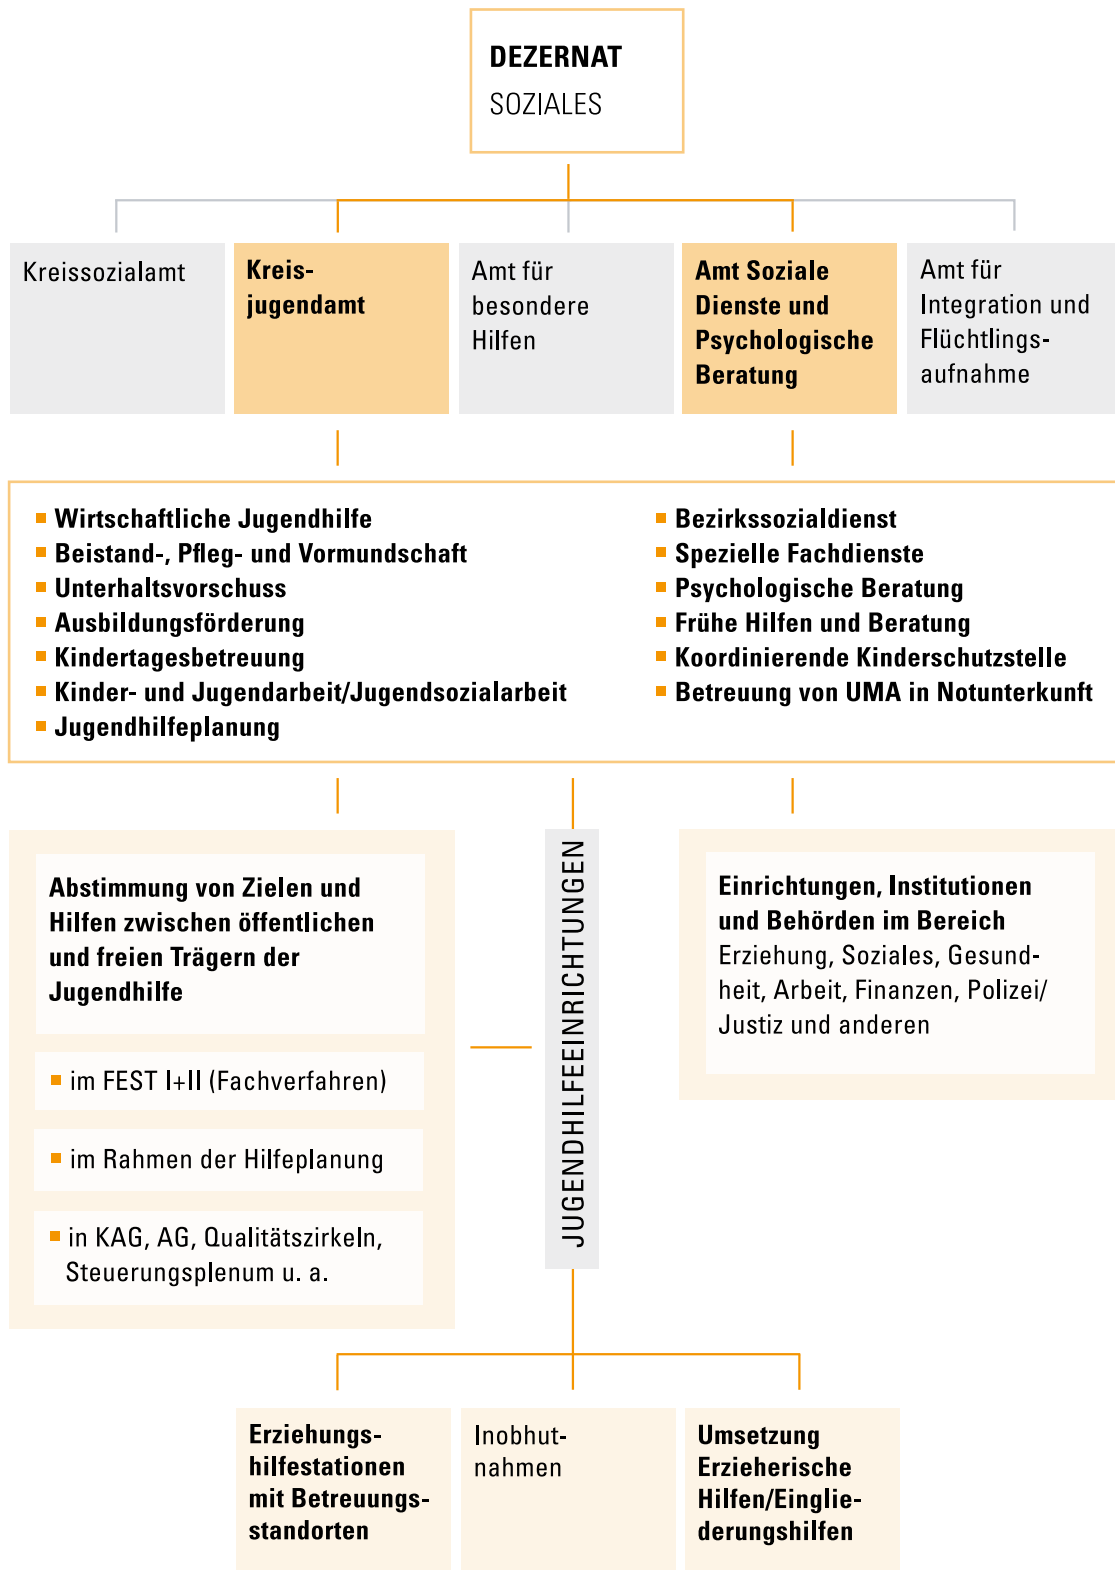 DEZERNAT
SOZIALES
Kreissozialamt
Kreis-
jugendamt
Amt für
besondere
Hilfen
Amt Soziale
Dienste und
Psychologische
Beratung
Amt für
Integration und
Flüchtlings-
aufnahme
Wirtschaftliche Jugendhilfe
Beistand-, Pfleg- und Vormundschaft
Unterhaltsvorschuss
Ausbildungsförderung
Kindertagesbetreuung
Kinder- und Jugendarbeit/Jugendsozialarbeit
Jugendhilfeplanung
Bezirkssozialdienst
Spezielle Fachdienste
Psychologische Beratung
Frühe Hilfen und Beratung
Koordinierende Kinderschutzstelle
Betreuung von UMA in Notunterkunft
Abstimmung von Zielen und
Hilfen zwischen öffentlichen
und freien Trägern der
Jugendhilfe
im FEST I+II (Fachverfahren)
im Rahmen der Hilfeplanung
in KAG, AG, Qualitätszirkeln,
Steuerungsplenum u. a.
JUGENDHILFEEINRICHTUNGEN
Einrichtungen, Institutionen
und Behörden im Bereich
Erziehung, Soziales, Gesund-
heit, Arbeit, Finanzen, Polizei/
Justiz und anderen
Erziehungs-
hilfestationen
mit Betreuungs-
standorten
Inobhut-
nahmen
Umsetzung
Erzieherische
Hilfen/Einglie-
derungshilfen